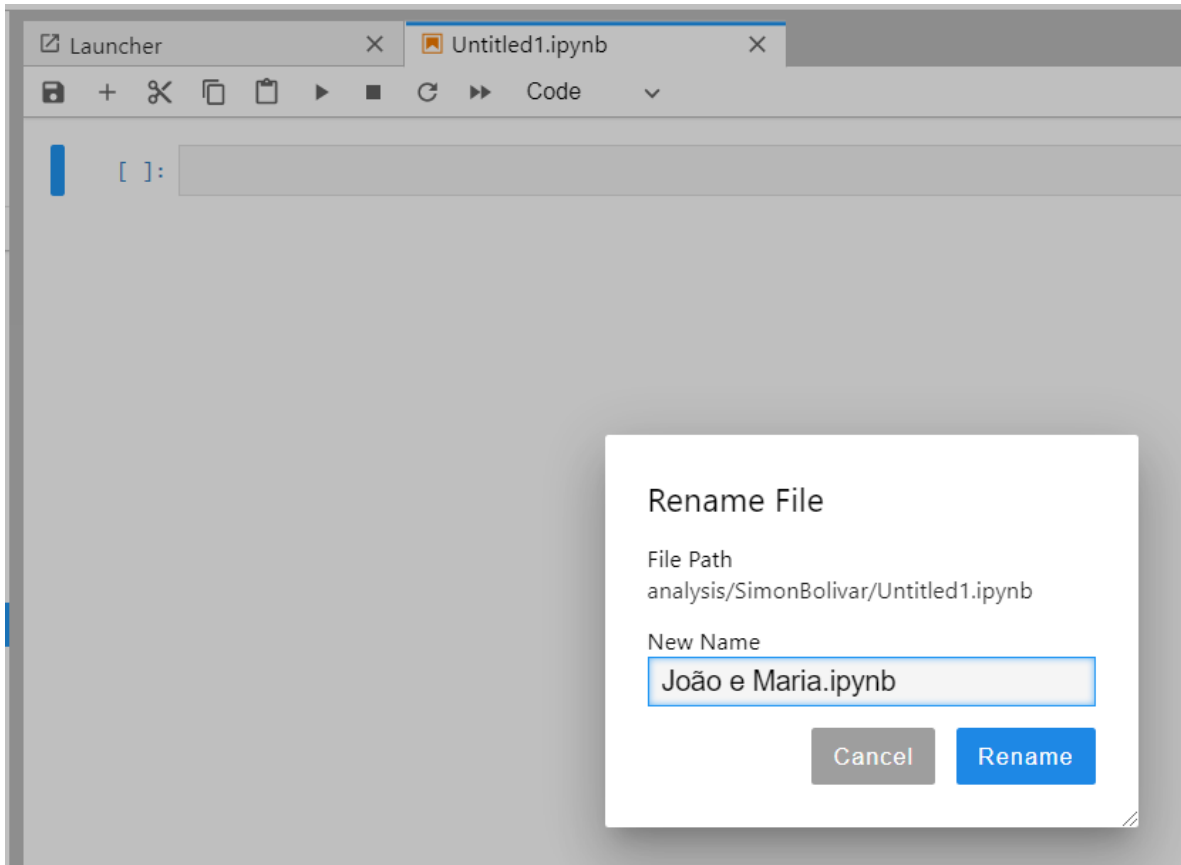 Launcher
Untitled1.ipynb
Code
[ ]:
Rename File
File Path
analysis/SimonBolivar/Untitled1.ipynb
New Name
João e Maria.ipynb
Cancel Rename